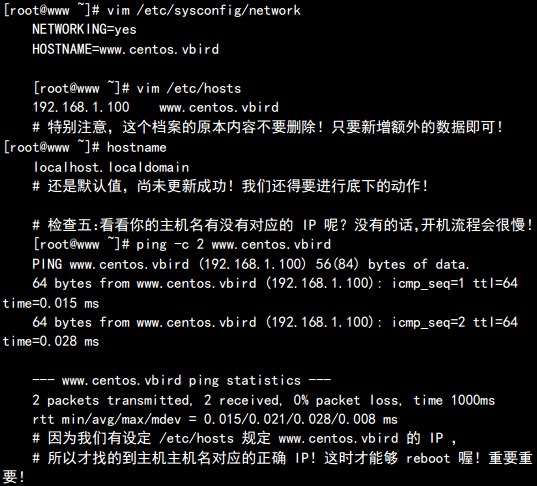 [root@www ~]# vim /etc/sysconfig/network
NETWORKING=yes
HOSTNAME=www.centos.vbird
[root@www ~]# vim /etc/hosts
192.168.1.100 www.centos.vbird
# 特别注意，这个档案的原本内容不要删除！只要新增额外的数据即可！
[root@www ~]# hostname
localhost.localdomain
# 还是默认值，尚未更新成功！我们还得要进行底下的动作！
# 检查五:看看你的主机名有没有对应的 IP 呢？没有的话,开机流程会很慢！
[root@www ~]# ping -c 2 www.centos.vbird
PING www.centos.vbird (192.168.1.100) 56(84) bytes of data.
64 bytes from www.centos.vbird (192.168.1.100): icmp_seq=1 ttl=64
time=0.015 ms
64 bytes from www.centos.vbird (192.168.1.100): icmp_seq=2 ttl=64
time=0.028 ms
--- www.centos.vbird ping statistics ---
2 packets transmitted, 2 received, 0% packet loss, time 1000ms
rtt min/avg/max/mdev = 0.015/0.021/0.028/0.008 ms
# 因为我们有设定 /etc/hosts 规定 www.centos.vbird 的 IP ，
# 所以才找的到主机主机名对应的正确 IP！这时才能够 reboot 喔！重要重
要！